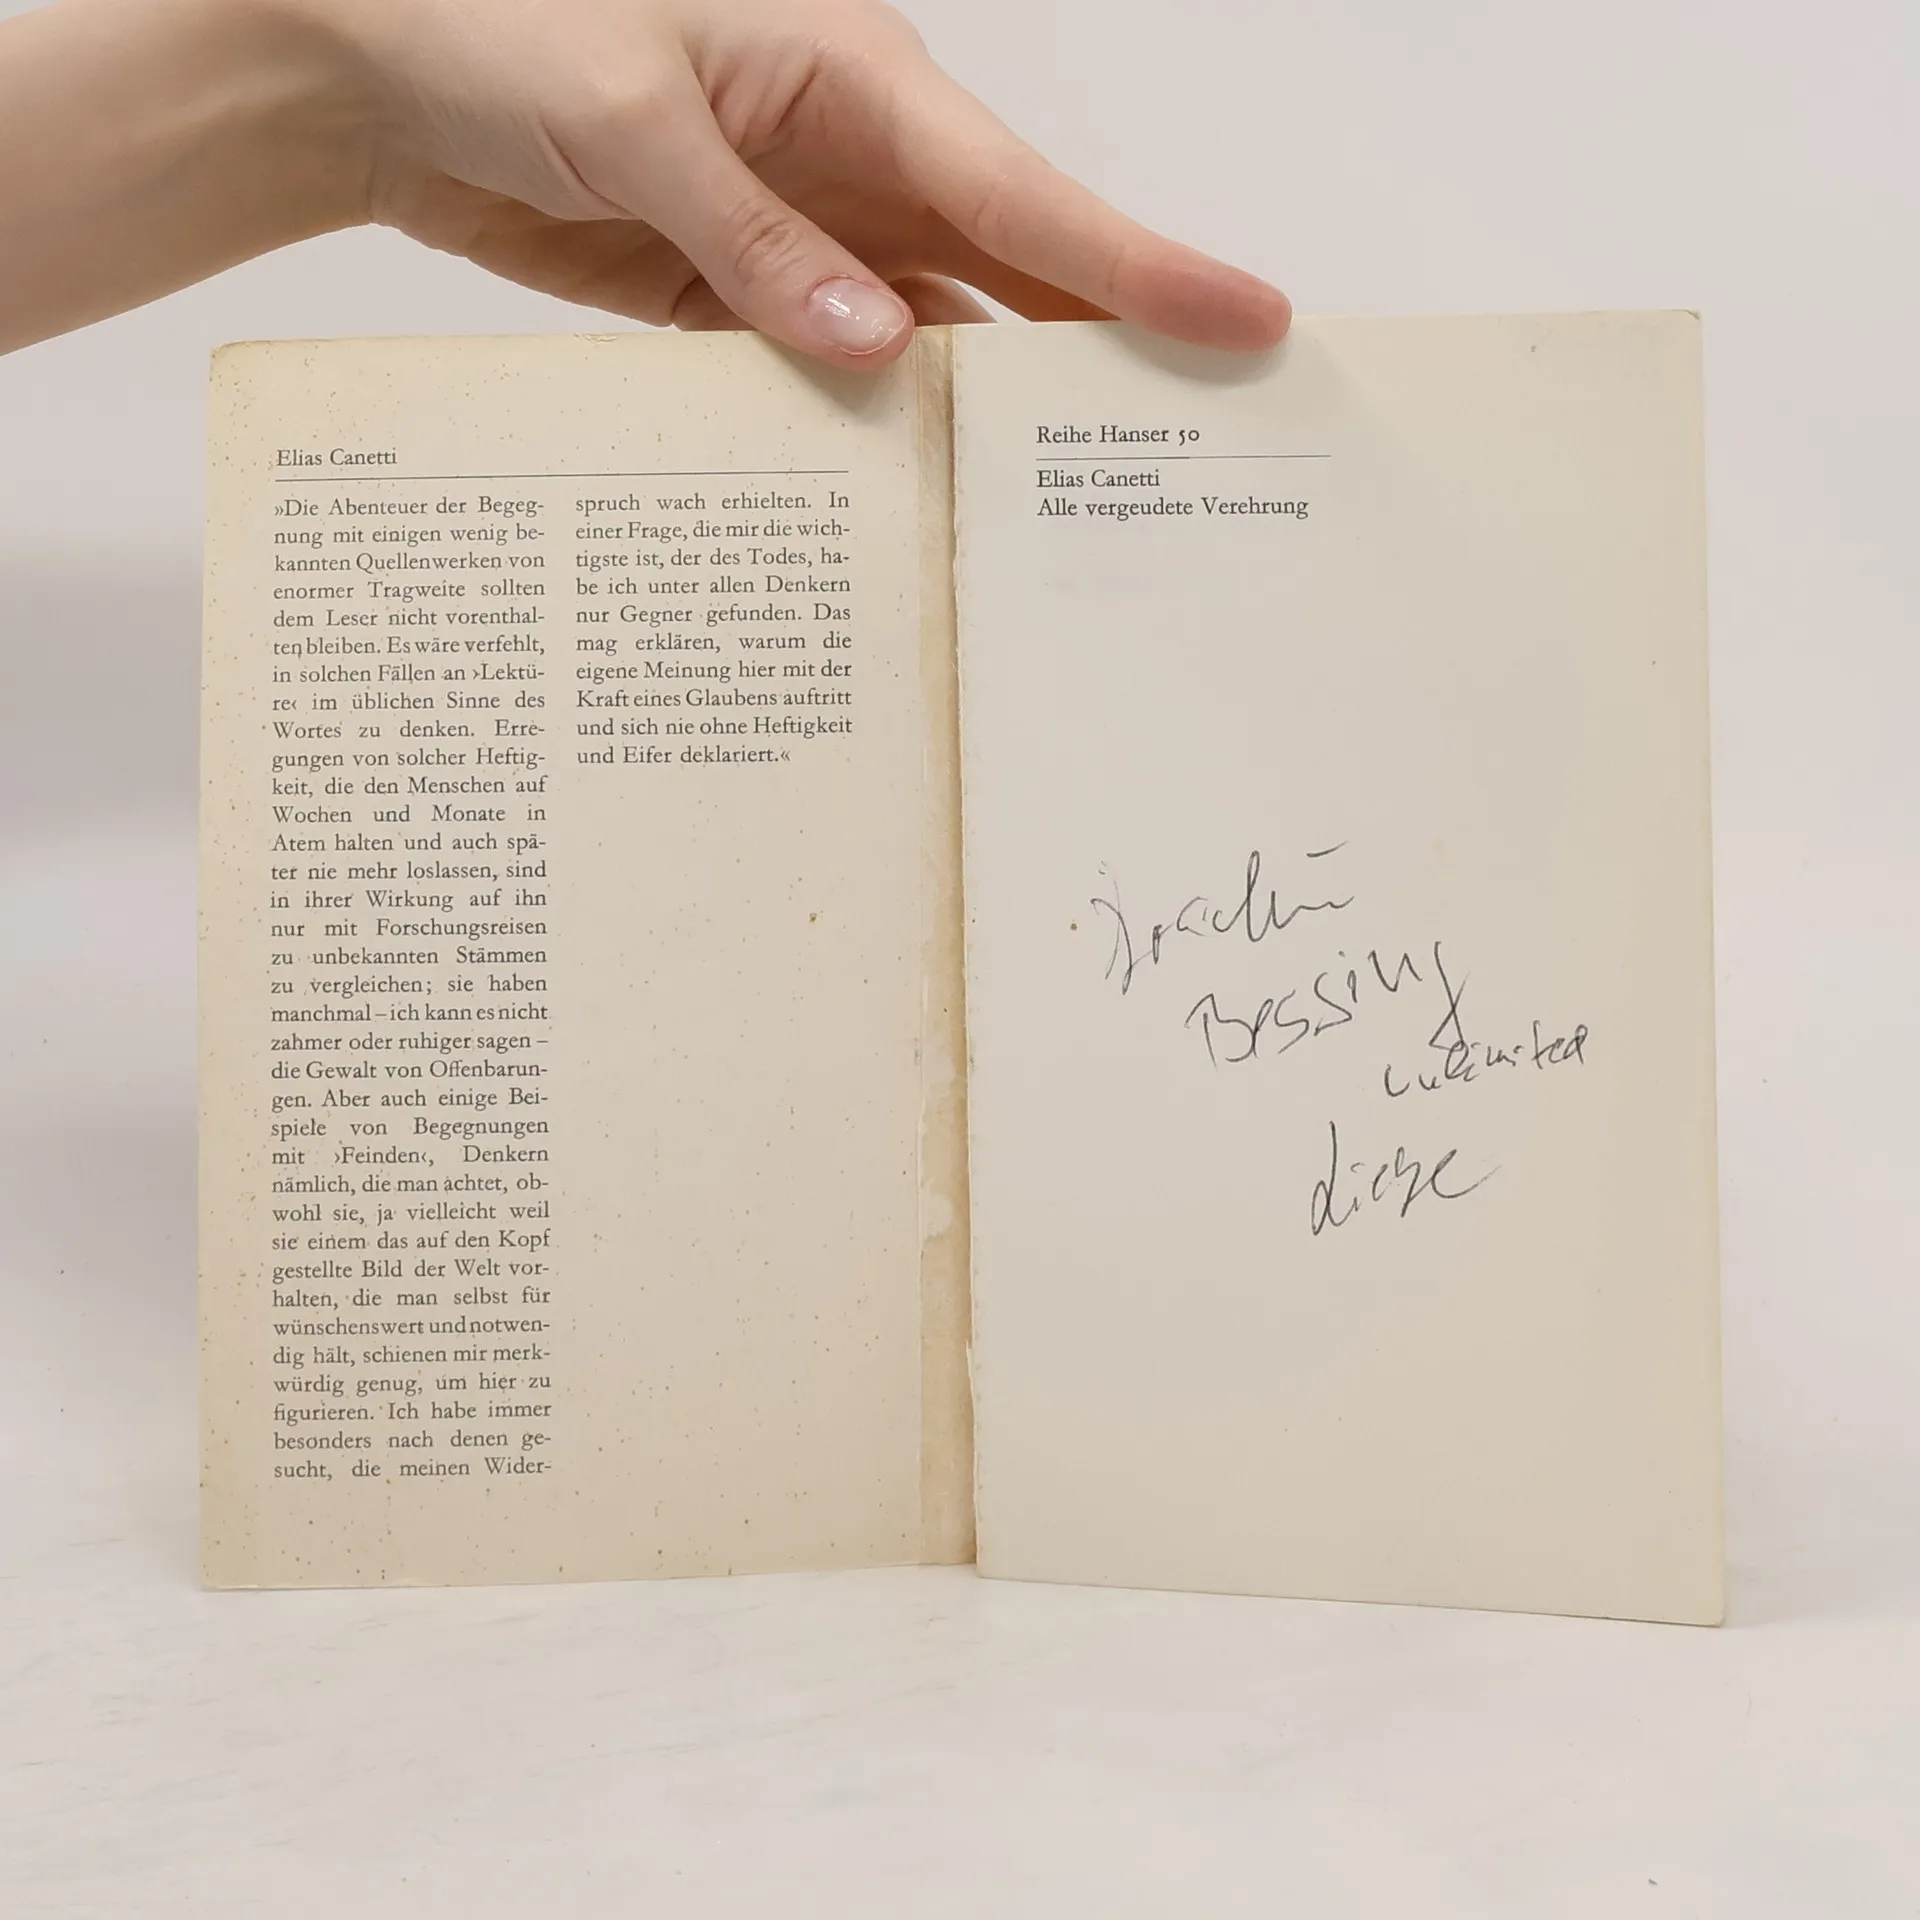 Elias Canetti
»Die Abenteuer der Begeg-
nung mit einigen wenig be-
kannten Quellenwerken von
enormer Tragweite sollten
dem Leser nicht vorenthal-
ten bleiben. Es wäre verfehlt,
in solchen Fällen an ›Lektü-
re‹ im üblichen Sinne des
Wortes zu denken. Erre-
gungen von solcher Heftig-
keit, die den Menschen auf
Wochen und Monate in
Atem halten und auch spä-
ter nie mehr loslassen, sind
in ihrer Wirkung auf ihn
nur mit Forschungsreisen
zu unbekannten Stämmen
zu vergleichen; sie haben
manchmal – ich kann es nicht
zahmer oder ruhiger sagen –
die Gewalt von Offenbarun-
gen. Aber auch einige Bei-
spiele von Begegnungen
mit ›Feinden‹, Denkern
nämlich, die man achtet, ob-
wohl sie, ja vielleicht weil
sie einem das auf den Kopf
gestellte Bild der Welt vor-
halten, die man selbst für
wünschenswert und notwen-
dig hält, schienen mir merk-
würdig genug, um hier zu
figurieren. Ich habe immer
besonders nach denen ge-
sucht, die meinen Wider-
spruch wach erhielten. In
einer Frage, die mir die wich-
tigste ist, der des Todes, ha-
be ich unter allen Denkern
nur Gegner gefunden. Das
mag erklären, warum die
eigene Meinung hier mit der
Kraft eines Glaubens auftritt
und sich nie ohne Heftigkeit
und Eifer deklariert.«
Reihe Hanser 50
Elias Canetti
Alle vergeudete Verehrung
Joachim
Bessing
unlimited
Liebe